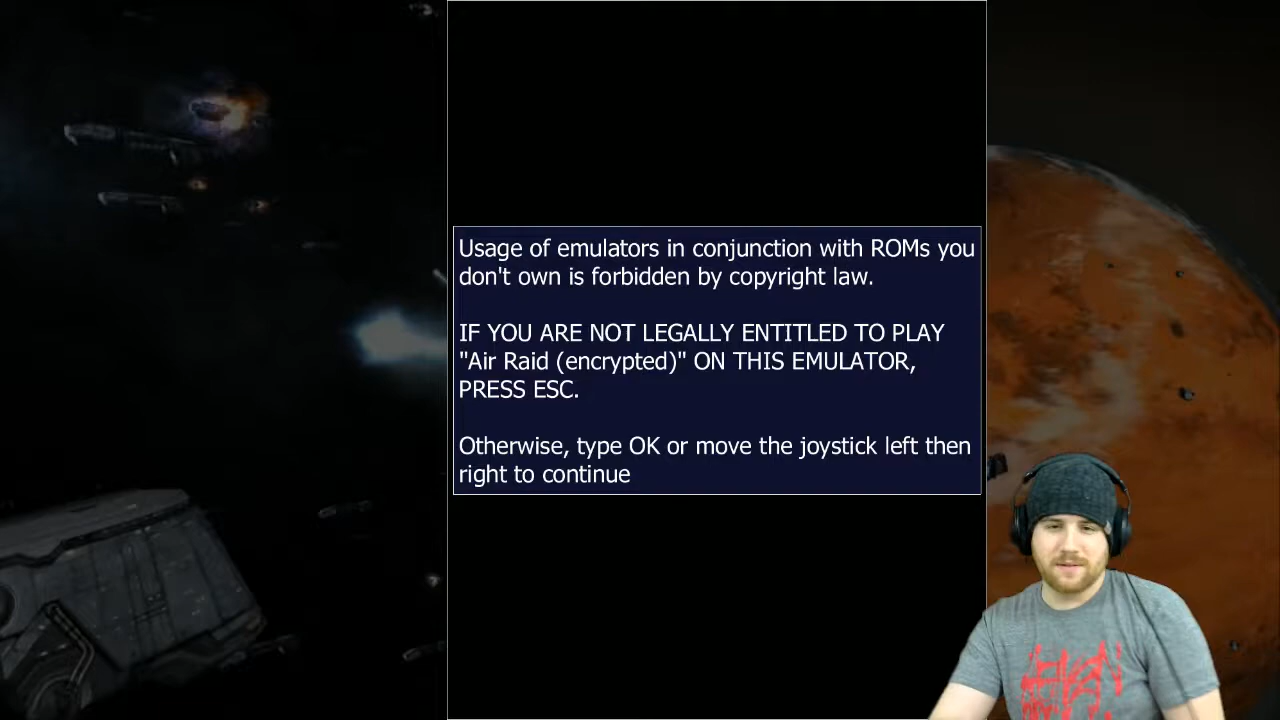 Usage of emulators in conjunction with ROMs you
don't own is forbidden by copyright law.
IF YOU ARE NOT LEGALLY ENTITLED TO PLAY
"Air Raid (encrypted)" ON THIS EMULATOR,
PRESS ESC.
Otherwise, type OK or move the joystick left then
right to continue